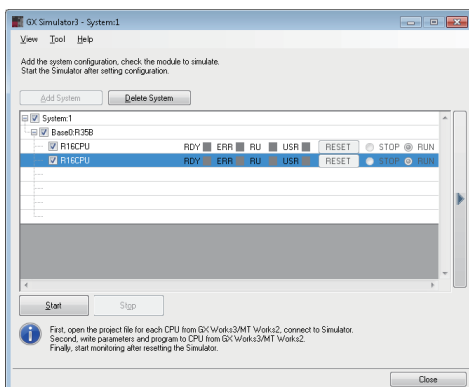 GX Simulator3 - System:1
View Tool Help
Add the system configuration, check the module to simulate.
Start the Simulator after setting configuration.
Add System Delete System
System:1
Base0:R35B
R16CPU RDY ERR RU USR RESET STOP RUN
R16CPU RDY ERR RU USR RESET STOP RUN
Start Stop
First, open the project file for each CPU from GX Works3/MT Works2, connect to Simulator.
Second, write parameters and program to CPU from GX Works3/MT Works2.
Finally, start monitoring after resetting the Simulator.
Close